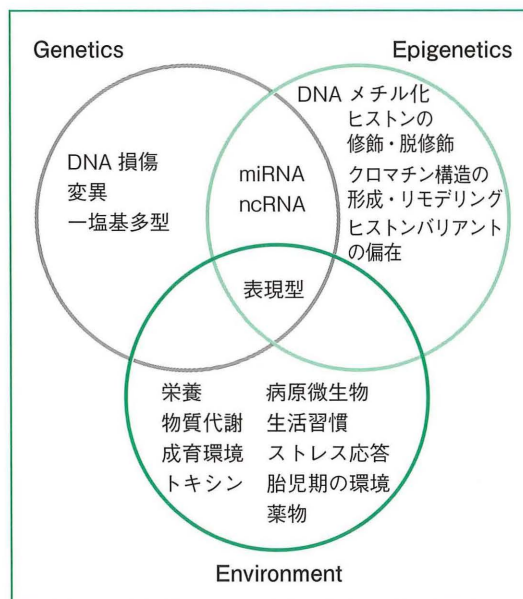 Genetics
Epigenetics
DNA 損傷
変異
一塩基多型
miRNA
ncRNA
DNA メチル化
ヒストンの
修飾・脱修飾
クロマチン構造の
形成・リモデリング
ヒストンバリアント
の偏在
表現型
栄養
物質代謝
成育環境
トキシン
病原微生物
生活習慣
ストレス応答
胎児期の環境
薬物
Environment